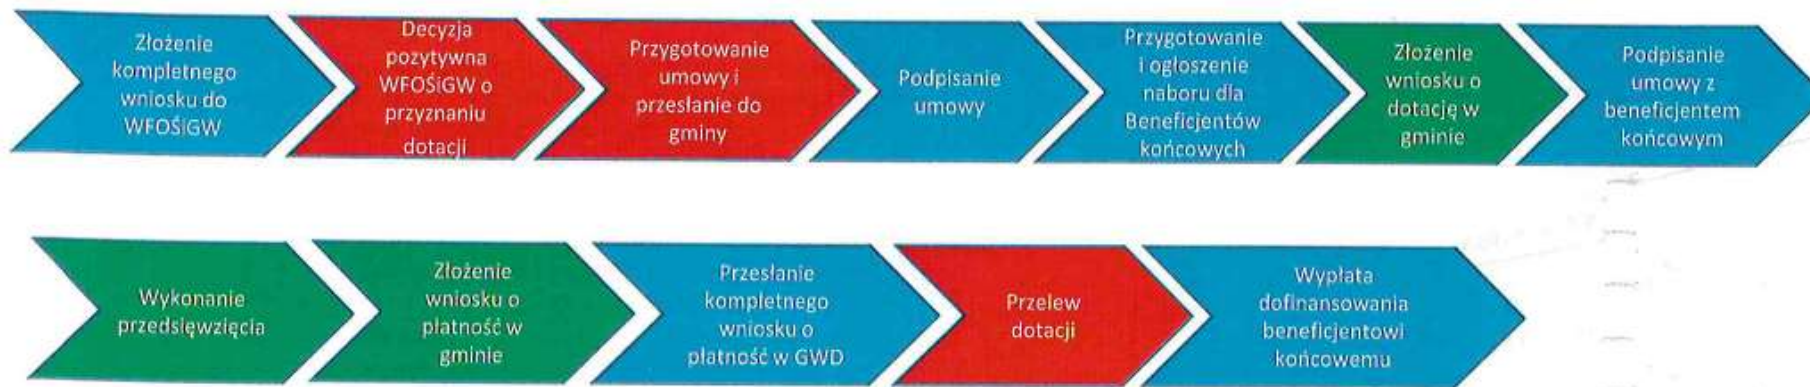 Złożenie
kompletnego
wniosku do
WFOŚiGW
Decyzja
pozytywna
WFOŚiGW o
przyznaniu
dotacji
Przygotowanie
umowy i
przesłanie do
gminy
Podpisanie
umowy
Przygotowanie
i ogłoszenie
naboru dla
Beneficjentów
końcowych
Złożenie
wniosku o
dotację w
gminie
Podpisanie
umowy z
beneficjentem
końcowym
Wykonanie
przedsięwzięcia
Złożenie
wniosku o
płatność w
gminie
Przesłanie
kompletnego
wniosku o
płatność w GWD
Przelew
dotacji
Wypłata
dofinansowania
beneficjentowi
końcowemu